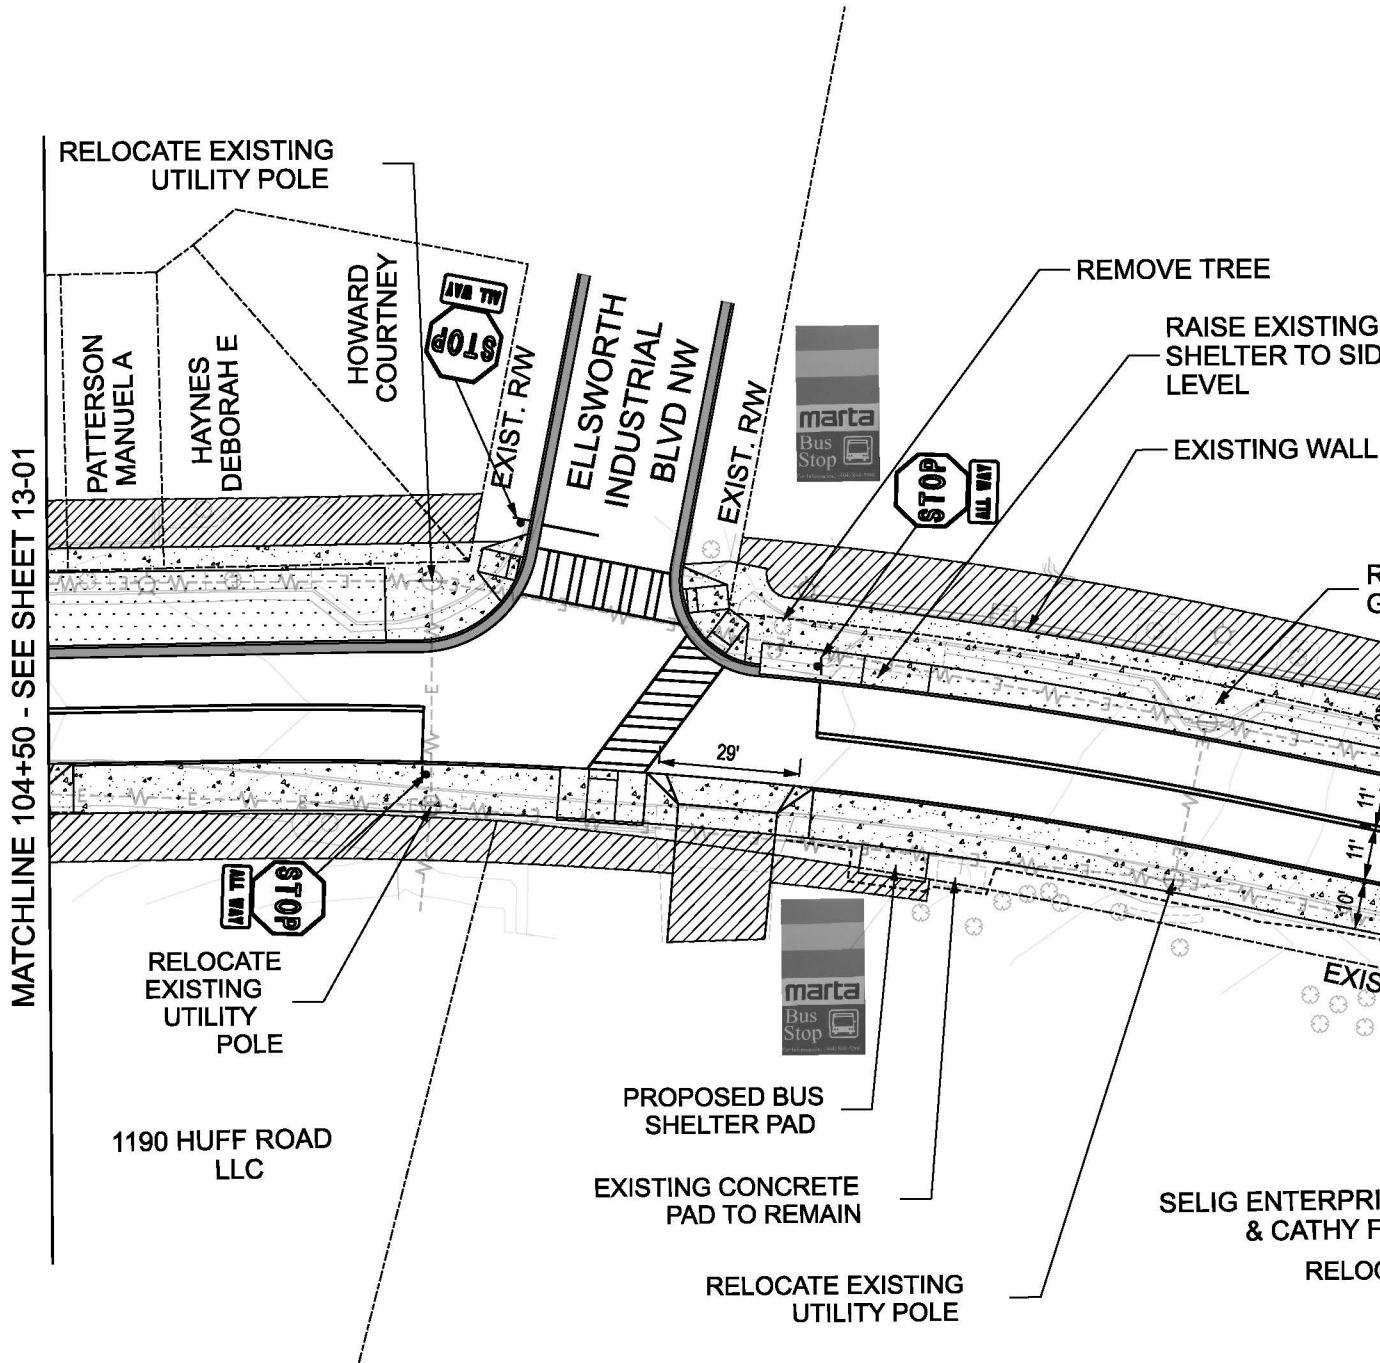 RELOCATE EXISTING
UTILITY POLE
MATCHLINE 104+50 - SEE SHEET 13-01
PATTERSON
MANUEL A
HAYNES
DEBORAH E
HOWARD
COURTNEY
ALL WAY
STOP
EXIST. R/W
ELLSWORTH
INDUSTRIAL
BLVD NW
EXIST. R/W
marta
Bus
Stop
STOP
ALL WAY
REMOVE TREE
RAISE EXISTING
SHELTER TO SID
LEVEL
EXISTING WALL
R
G
29'
11'
11'
10'
ALL WAY
STOP
RELOCATE
EXISTING
UTILITY
POLE
marta
Bus
Stop
EXIS
PROPOSED BUS
SHELTER PAD
1190 HUFF ROAD
LLC
EXISTING CONCRETE
PAD TO REMAIN
SELIG ENTERPRI
& CATHY F
RELOC
RELOCATE EXISTING
UTILITY POLE